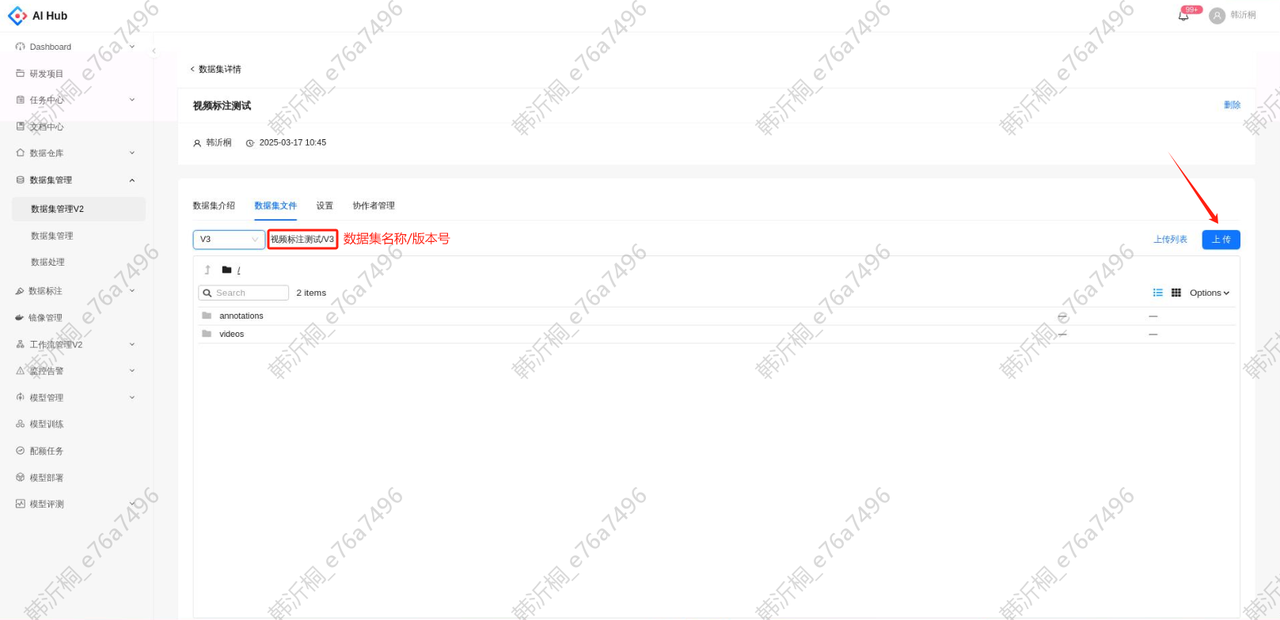 AI Hub
99+
韩沂桐
Dashboard
研发项目
任务中心
文档中心
数据仓库
数据集管理
数据集管理V2
数据集管理
数据处理
数据标注
镜像管理
工作流管理V2
监控告警
模型管理
模型训练
配额任务
模型部署
模型评测
数据集详情
视频标注测试
删除
韩沂桐 2025-03-17 10:45
数据集介绍 数据集文件 设置 协作者管理
V3 视频标注测试/V3 数据集名称/版本号 上传列表 上传
/
Search 2 items Options
annotations — —
videos — —
韩沂桐_e76a7496